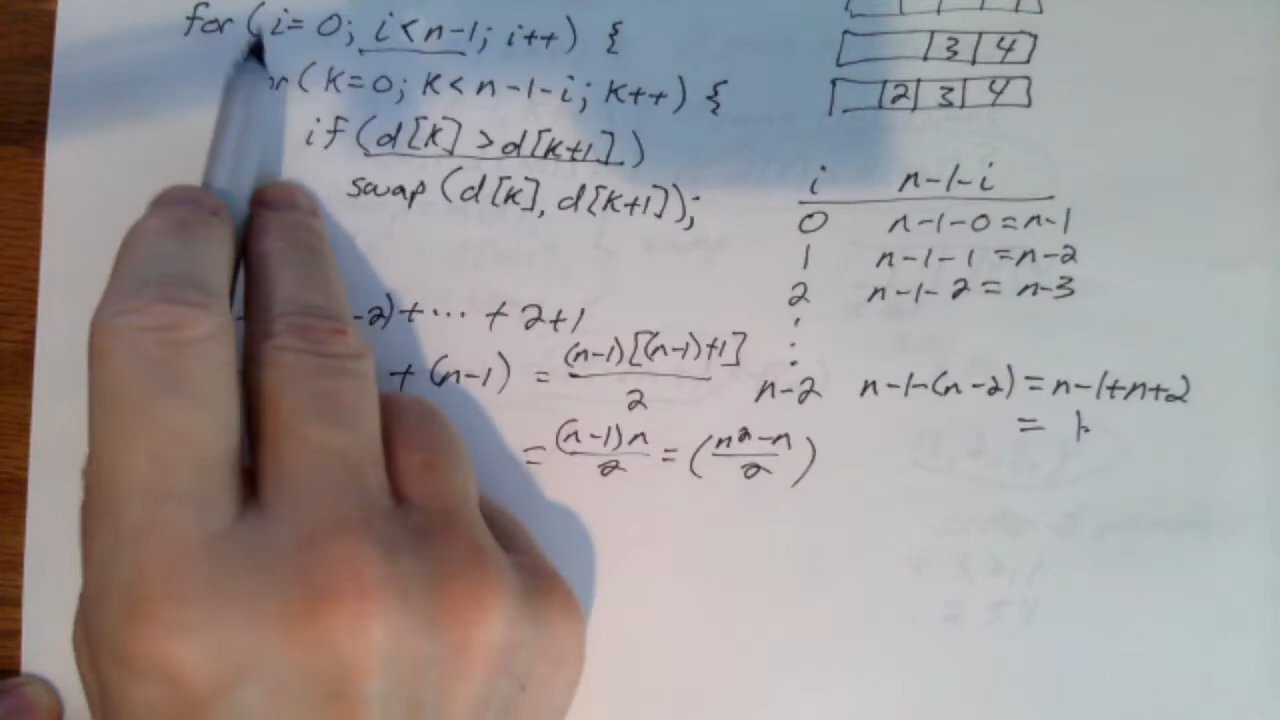 for (i = 0; i < n-1; i++) {
r (k=0; k < n-1-i; k++) {
if (d[k] > d[k+1])
swap (d[k], d[k+1]);
-2) + ... + 2+1
+ (n-1) = (n-1)[(n-1)+1] / 2
= (n-1)n / 2 = (n²-n / 2)
3 4
2 3 4
i n-1-i
0 n-1-0 = n-1
1 n-1-1 = n-2
2 n-1-2 = n-3
⋮
n-2 n-1-(n-2) = n-1+n+2
=